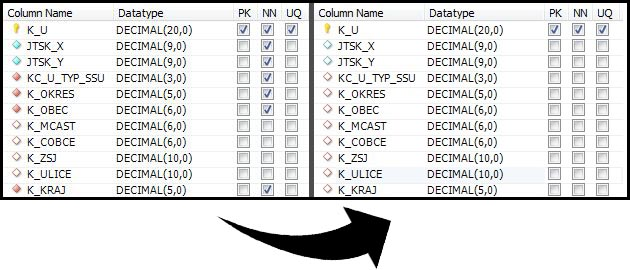 Column Name Datatype PK NN UQ
K_U DECIMAL(20,0)
JTSK_X DECIMAL(9,0)
JTSK_Y DECIMAL(9,0)
KC_U_TYP_SSU DECIMAL(3,0)
K_OKRES DECIMAL(5,0)
K_OBEC DECIMAL(6,0)
K_MCAST DECIMAL(6,0)
K_COBCE DECIMAL(6,0)
K_ZSJ DECIMAL(10,0)
K_ULICE DECIMAL(10,0)
K_KRAJ DECIMAL(5,0)
Column Name Datatype PK NN UQ
K_U DECIMAL(20,0)
JTSK_X DECIMAL(9,0)
JTSK_Y DECIMAL(9,0)
KC_U_TYP_SSU DECIMAL(3,0)
K_OKRES DECIMAL(5,0)
K_OBEC DECIMAL(6,0)
K_MCAST DECIMAL(6,0)
K_COBCE DECIMAL(6,0)
K_ZSJ DECIMAL(10,0)
K_ULICE DECIMAL(10,0)
K_KRAJ DECIMAL(5,0)